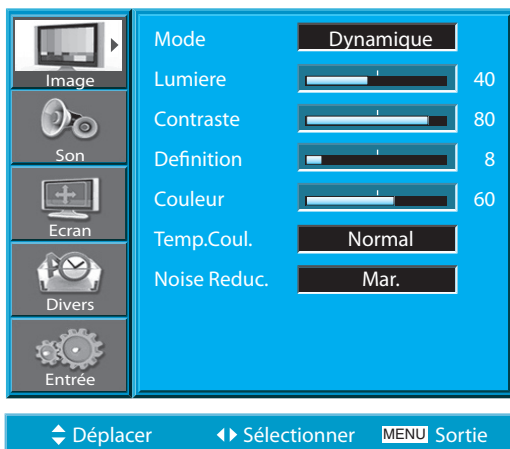 Image
Son
Ecran
Divers
Entrée
Mode Dynamique
Lumiere 40
Contraste 80
Definition 8
Couleur 60
Temp.Coul. Normal
Noise Reduc. Mar.
Déplacer Sélectionner MENU Sortie